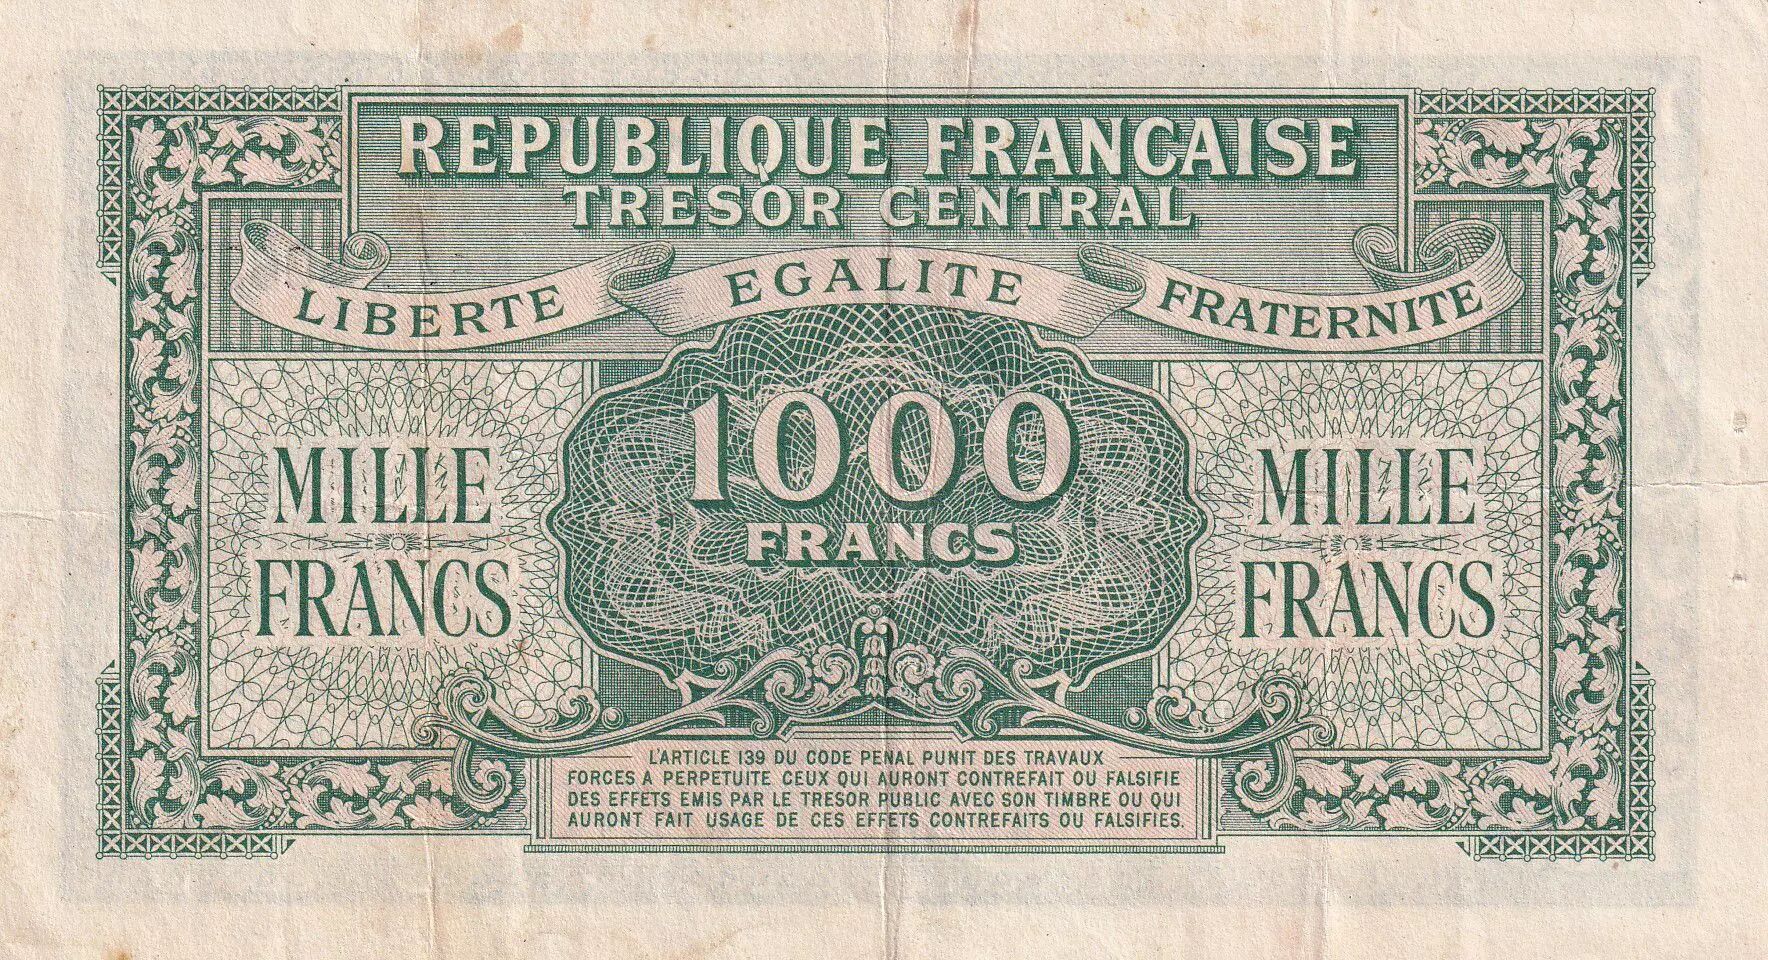 REPUBLIQUE FRANCAISE
TRESOR CENTRAL
LIBERTE EGALITE FRATERNITE
1000
FRANCS
MILLE
FRANCS
MILLE
FRANCS
L'ARTICLE 139 DU CODE PENAL PUNIT DES TRAVAUX
FORCES A PERPETUITE CEUX QUI AURONT CONTREFAIT OU FALSIFIE
DES EFFETS EMIS PAR LE TRESOR PUBLIC AVEC SON TIMBRE OU QUI
AURONT FAIT USAGE DE CES EFFETS CONTREFAITS OU FALSIFIES.